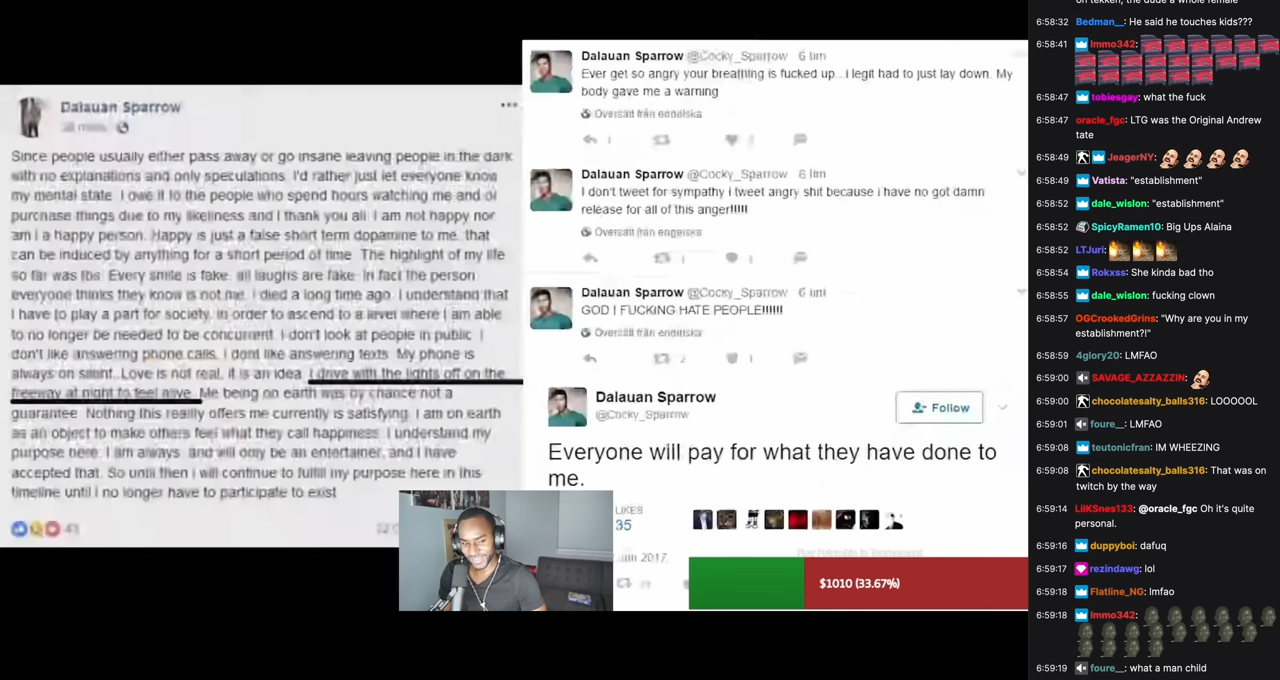 Dalauan Sparrow
Since people usually either pass away or go insane leaving people in the dark
with no explanations and only speculations. I'd rather just let everyone know
my mental state. I owe it to the people who spend hours watching me and or
purchase things due to my likeliness and I thank you all. I am not happy nor
am I a happy person. Happy is just a false short term dopamine to me. that
can be induced by anything for a short period of time. The highlight of my life
so far was tbs. Every smile is fake. all laughs are fake. In fact the person
everyone thinks they know is not me. I died a long time ago. I understand that
I have to play a part for society. In order to ascend to a level where I am able
to no longer be needed to be concurrent. I don't look at people in public. I
don't like answering phone calls. I dont like answering texts. My phone is
always on silent. Love is not real, it is an idea. I drive with the lights off on the
freeway at night to feel alive. Me being on earth was by chance not a
guarantee. Nothing this really offers me currently is satisfying. I am on earth
as an object to make others feel what they call happiness. I understand my
purpose here. I am always and will only be an entertainer, and I have
accepted that. So until then i will continue to fulfill my purpose here in this
timeline until i no longer have to participate to exist
Dalauan Sparrow @Cocky_Sparrow 6 tim
Ever get so angry your breathing is fucked up.. i legit had to just lay down. My
body gave me a warning
Översätt från engelska
Dalauan Sparrow @Cocky_Sparrow 6 tim
I don't tweet for sympathy i tweet angry shit because i have no got damn
release for all of this anger!!!!!
Översätt från engelska
1
1
Dalauan Sparrow @Cocky_Sparrow 6 tim
GOD I FUCKING HATE PEOPLE!!!!!!
Översätt från engelska
2
1
Dalauan Sparrow
@Cocky_Sparrow
Follow
Everyone will pay for what they have done to
me.
LIKES
35
2017
$1010 (33.67%)
Bedman__: He said he touches kids???
6:58:32
6:58:41 Immo342:
6:58:47 tobiesgay: what the fuck
6:58:47 oracle_fgc: LTG was the Original Andrew
tate
6:58:49 JeagerNY:
6:58:49 Vatista: "establishment"
6:58:52 dale_wislon: "establishment"
6:58:52 SpicyRamen10: Big Ups Alaina
6:58:52 LTJuri:
6:58:54 Rokxss: She kinda bad tho
6:58:55 dale_wislon: fucking clown
6:58:57 OGCrookedGrins: "Why are you in my
establishment?!"
6:58:59 4glory20: LMFAO
6:59:00 SAVAGE_AZZAZZIN:
6:59:00 chocolatesalty_balls316: LOOOOOL
6:59:01 foure__: LMFAO
6:59:08 teutonicfran: IM WHEEZING
6:59:08 chocolatesalty_balls316: That was on
twitch by the way
6:59:14 LilKSnes133: @oracle_fgc Oh it's quite
personal.
6:59:16 duppyboi: dafuq
6:59:17 rezindawg: lol
6:59:18 Flatline_NG: lmfao
6:59:18 Immo342:
6:59:19 foure__: what a man child